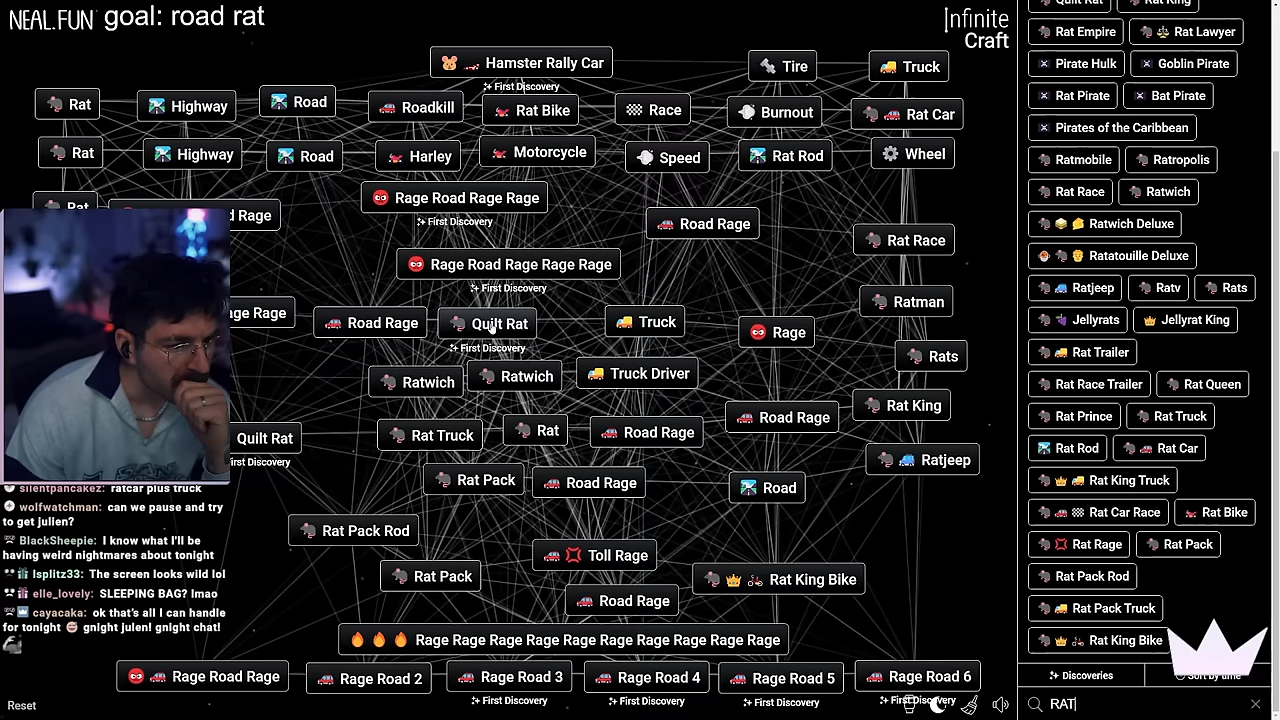 NEAL.FUN goal: road rat
Infinite Craft
Hamster Rally Car
First Discovery
Tire
Truck
Rat
Highway
Road
Roadkill
Rat Bike
Race
Burnout
Rat Car
Rat
Highway
Road
Harley
Motorcycle
Speed
Rat Rod
Wheel
Rage Road Rage Rage
First Discovery
d Rage
Road Rage
Rat Race
Rage Road Rage Rage Rage
First Discovery
age Rage
Road Rage
Quilt Rat
First Discovery
Truck
Rage
Ratman
Rats
Ratwich
Ratwich
Truck Driver
Rat King
Quilt Rat
irst Discovery
Rat Truck
Rat
Road Rage
Road Rage
Ratjeep
Rat Pack
Road Rage
Road
Rat Pack Rod
Toll Rage
Rat Pack
Rat King Bike
Road Rage
Rage Rage Rage Rage Rage Rage Rage Rage Rage Rage
Rage Road Rage
Rage Road 2
Rage Road 3
First Discovery
Rage Road 4
First Discovery
Rage Road 5
First Discovery
Rage Road 6
silentpancakez: ratcar plus truck
wolfwatchman: can we pause and try
to get julien?
BlackSheepie: I know what I'll be
having weird nightmares about tonight
lsplitz33: The screen looks wild lol
elle_lovely: SLEEPING BAG? lmao
cayacaka: ok that's all I can handle
for tonight gnight julen! gnight chat!
Reset
Quilt Rat
Rat King
Rat Empire
Rat Lawyer
Pirate Hulk
Goblin Pirate
Rat Pirate
Bat Pirate
Pirates of the Caribbean
Ratmobile
Ratropolis
Rat Race
Ratwich
Ratwich Deluxe
Ratatouille Deluxe
Ratjeep
Ratv
Rats
Jellyrats
Jellyrat King
Rat Trailer
Rat Race Trailer
Rat Queen
Rat Prince
Rat Truck
Rat Rod
Rat Car
Rat King Truck
Rat Car Race
Rat Bike
Rat Rage
Rat Pack
Rat Pack Rod
Rat Pack Truck
Rat King Bike
Discoveries
Sort by time
RAT